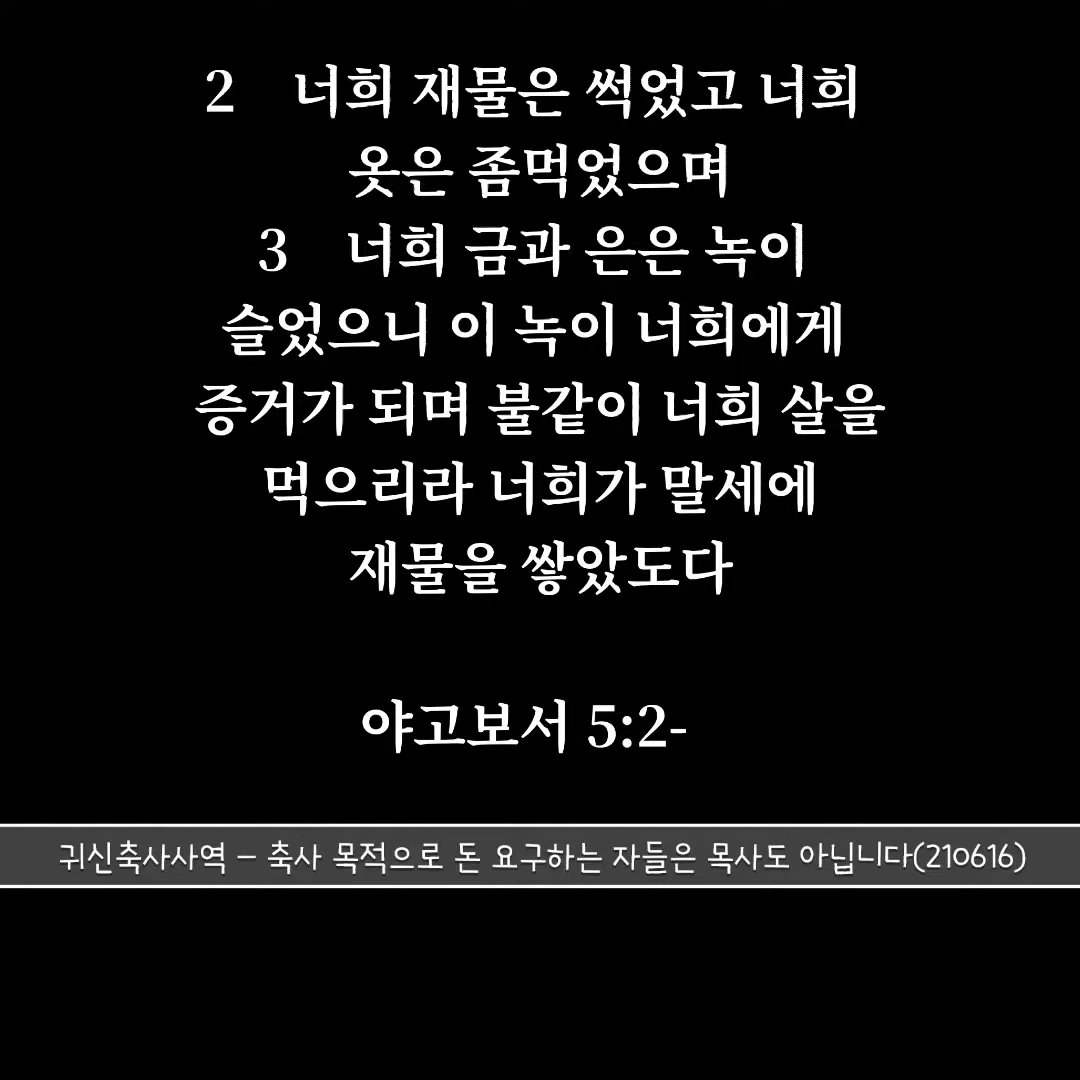 2 너희 재물은 썩었고 너희
옷은 좀먹었으며
3 너희 금과 은은 녹이
슬었으니 이 녹이 너희에게
증거가 되며 불같이 너희 살을
먹으리라 너희가 말세에
재물을 쌓았도다
야고보서 5:2-
귀신축사사역 - 축사 목적으로 돈 요구하는 자들은 목사도 아닙니다(210616)